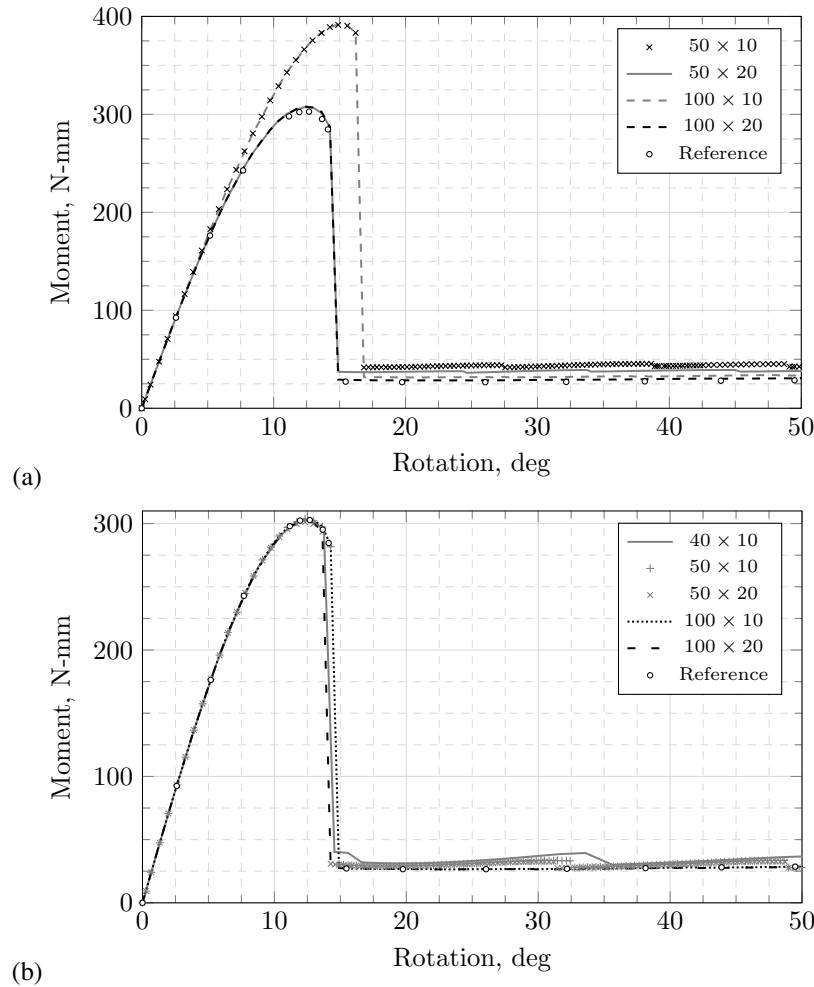 400
300
200
100
0
Moment, N-mm
50 × 10
50 × 20
100 × 10
100 × 20
Reference
0 10 20 30 40 50
Rotation, deg
(a)
300
200
100
0
Moment, N-mm
40 × 10
50 × 10
50 × 20
100 × 10
100 × 20
Reference
0 10 20 30 40 50
Rotation, deg
(b)